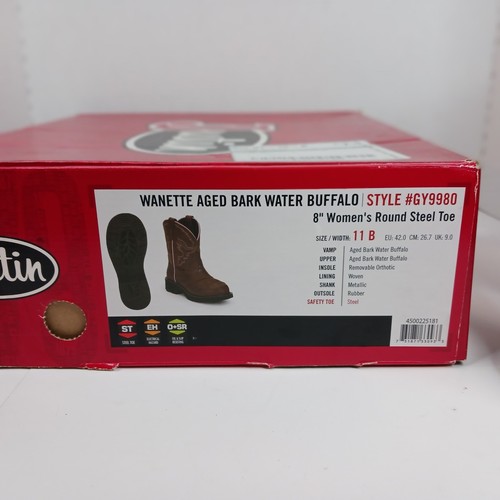 WANETTE AGED BARK WATER BUFFALO | STYLE #GY9980
8" Women's Round Steel Toe
SIZE / WIDTH: 11 B EU: 42.0 CM: 26.7 UK: 9.0
VAMP Aged Bark Water Buffalo
UPPER Aged Bark Water Buffalo
INSOLE Removable Orthotic
LINING Woven
SHANK Metallic
OUTSOLE Rubber
SAFETY TOE Steel
tin
ST EH O+SR
STEEL TOE
4500225181